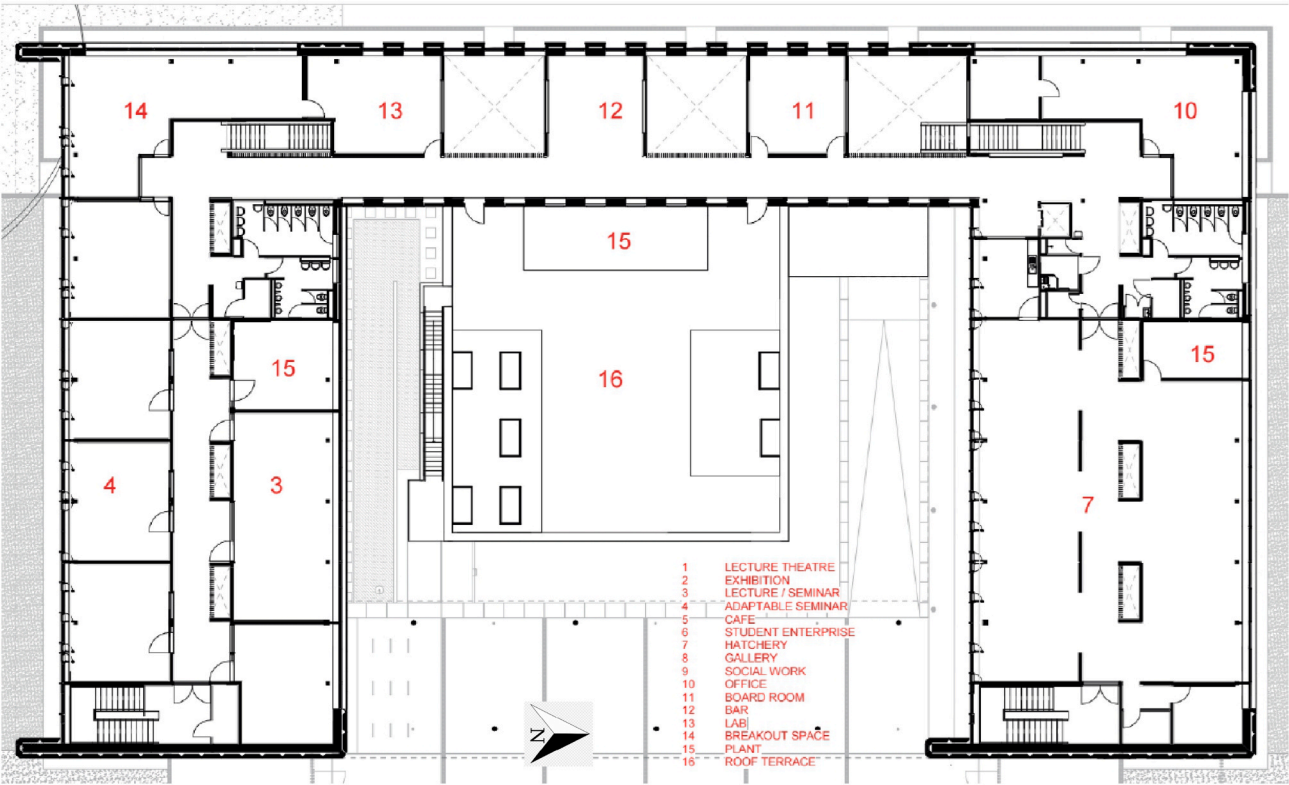 14
13
12
11
10
15
15
15
16
4
3
7
1 LECTURE THEATRE
2 EXHIBITION
3 LECTURE / SEMINAR
4 ADAPTABLE SEMINAR
5 CAFE
6 STUDENT ENTERPRISE
7 HATCHERY
8 GALLERY
9 SOCIAL WORK
10 OFFICE
11 BOARD ROOM
12 BAR
13 LAB
14 BREAKOUT SPACE
15 PLANT
16 ROOF TERRACE
N